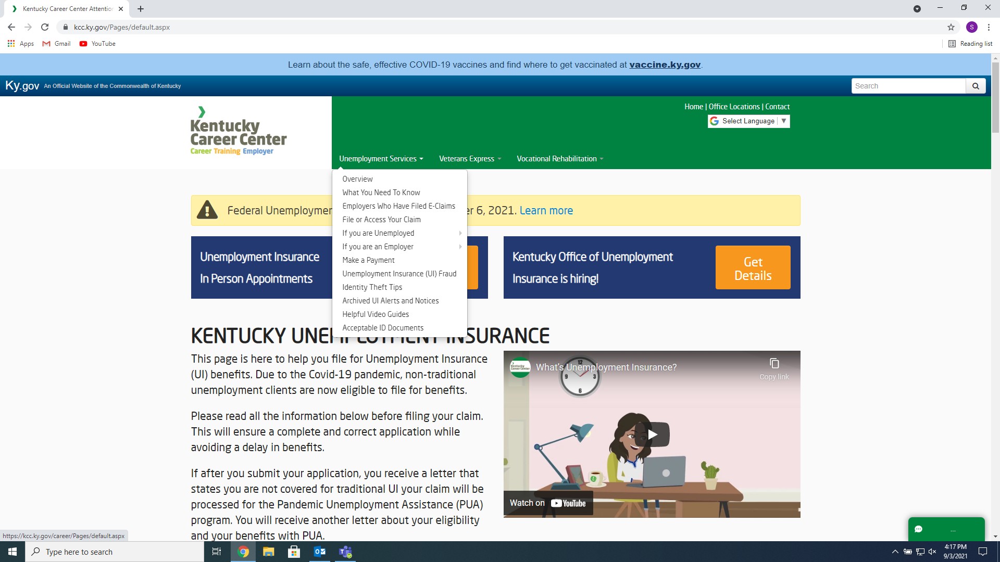 Kentucky Career Center Attention
kcc.ky.gov/Pages/default.aspx
S
Apps
Gmail
YouTube
Reading list
Learn about the safe, effective COVID-19 vaccines and find where to get vaccinated at vaccine.ky.gov.
Ky.gov An Official Website of the Commonwealth of Kentucky
Search
Home | Office Locations | Contact
Select Language ▼
Kentucky
Career Center
Career Training Employer
Unemployment Services
Veterans Express
Vocational Rehabilitation
Overview
What You Need To Know
Employers Who Have Filed E-Claims
File or Access Your Claim
If you are Unemployed
If you are an Employer
Make a Payment
Unemployment Insurance (UI) Fraud
Identity Theft Tips
Archived UI Alerts and Notices
Helpful Video Guides
Acceptable ID Documents
Federal Unemploymen
er 6, 2021. Learn more
Unemployment Insurance
In Person Appointments
Kentucky Office of Unemployment
Insurance is hiring!
Get
Details
KENTUCKY UNEMPLOYMENT INSURANCE
This page is here to help you file for Unemployment Insurance
(UI) benefits. Due to the Covid-19 pandemic, non-traditional
unemployment clients are now eligible to file for benefits.
Please read all the information below before filing your claim.
This will ensure a complete and correct application while
avoiding a delay in benefits.
If after you submit your application, you receive a letter that
states you are not covered for traditional UI your claim will be
processed for the Pandemic Unemployment Assistance (PUA)
program. You will receive another letter about your eligibility
and your benefits with PUA.
Kentucky
Career Center
What's Unemployment Insurance?
Copy link
12
9
3
6
Watch on YouTube
...
https://kcc.ky.gov/career/Pages/default.aspx
Type here to search
4:17 PM
9/3/2021